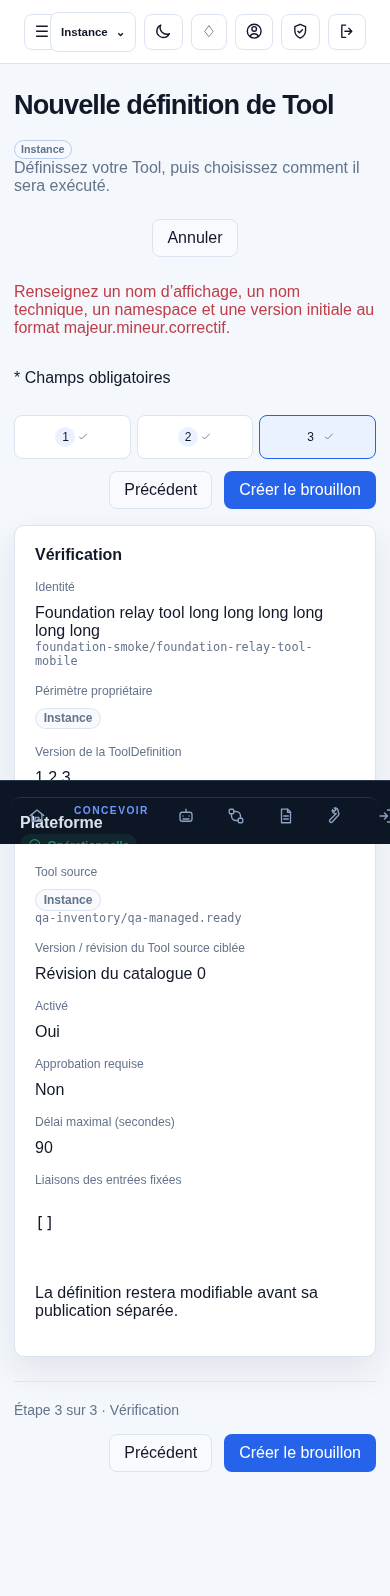 Instance
Nouvelle définition de Tool
Instance
Définissez votre Tool, puis choisissez comment il
sera exécuté.
Annuler
Renseignez un nom d’affichage, un nom
technique, un namespace et une version initiale au
format majeur.mineur.correctif.
* Champs obligatoires
1 2 3
Précédent Créer le brouillon
Vérification
Identité
Foundation relay tool long long long long
long long
foundation-smoke/foundation-relay-tool-
mobile
Périmètre propriétaire
Instance
Version de la ToolDefinition
1.2.3
CONCEVOIR
Plateforme
Opérationnelle
Tool source
Instance
qa-inventory/qa-managed.ready
Version / révision du Tool source ciblée
Révision du catalogue 0
Activé
Oui
Approbation requise
Non
Délai maximal (secondes)
90
Liaisons des entrées fixées
[]
La définition restera modifiable avant sa
publication séparée.
Étape 3 sur 3 · Vérification
Précédent Créer le brouillon